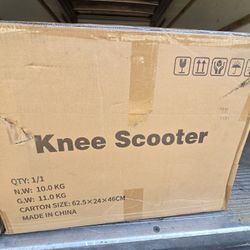 Knee Scooter
QTY: 1/1
N.W: 10.0 KG
G.W: 11.0 KG
CARTON SIZE: 62.5×24×46CM
MADE IN CHINA